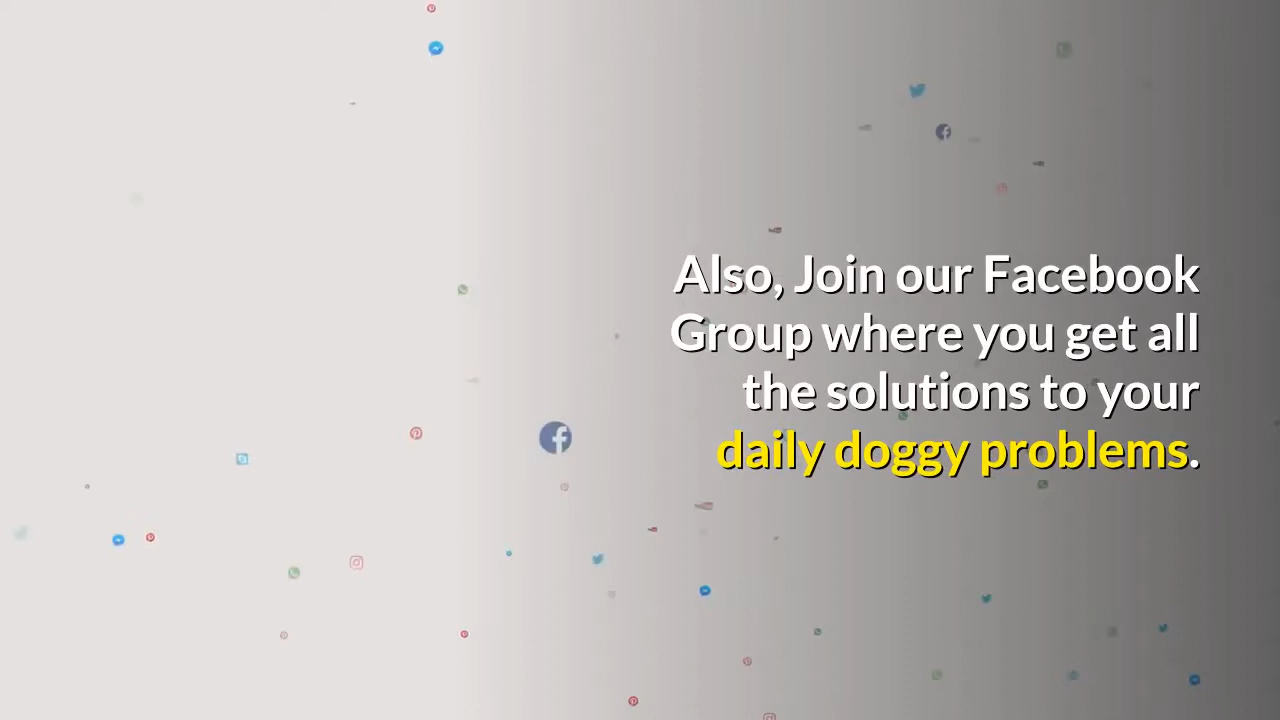 Also, Join our Facebook
Group where you get all
the solutions to your
daily doggy problems.